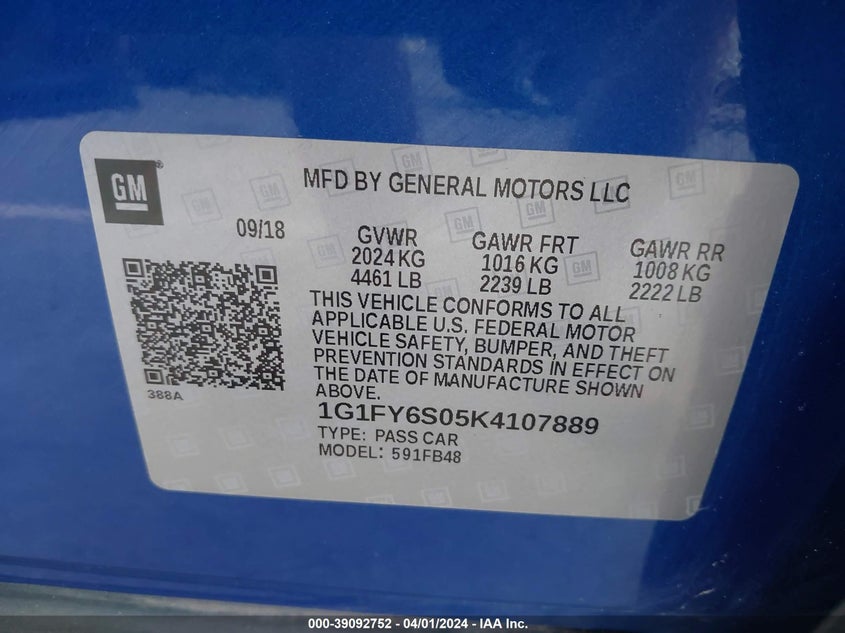 GM
MFD BY GENERAL MOTORS LLC
09/18
GVWR
2024 KG
4461 LB
GAWR FRT
1016 KG
2239 LB
GAWR RR
1008 KG
2222 LB
THIS VEHICLE CONFORMS TO ALL
APPLICABLE U.S. FEDERAL MOTOR
VEHICLE SAFETY, BUMPER, AND THEFT
PREVENTION STANDARDS IN EFFECT ON
THE DATE OF MANUFACTURE SHOWN
ABOVE.
388A
1G1FY6S05K4107889
TYPE: PASS CAR
MODEL: 591FB48
000-39092752 - 04/01/2024 - IAA Inc.